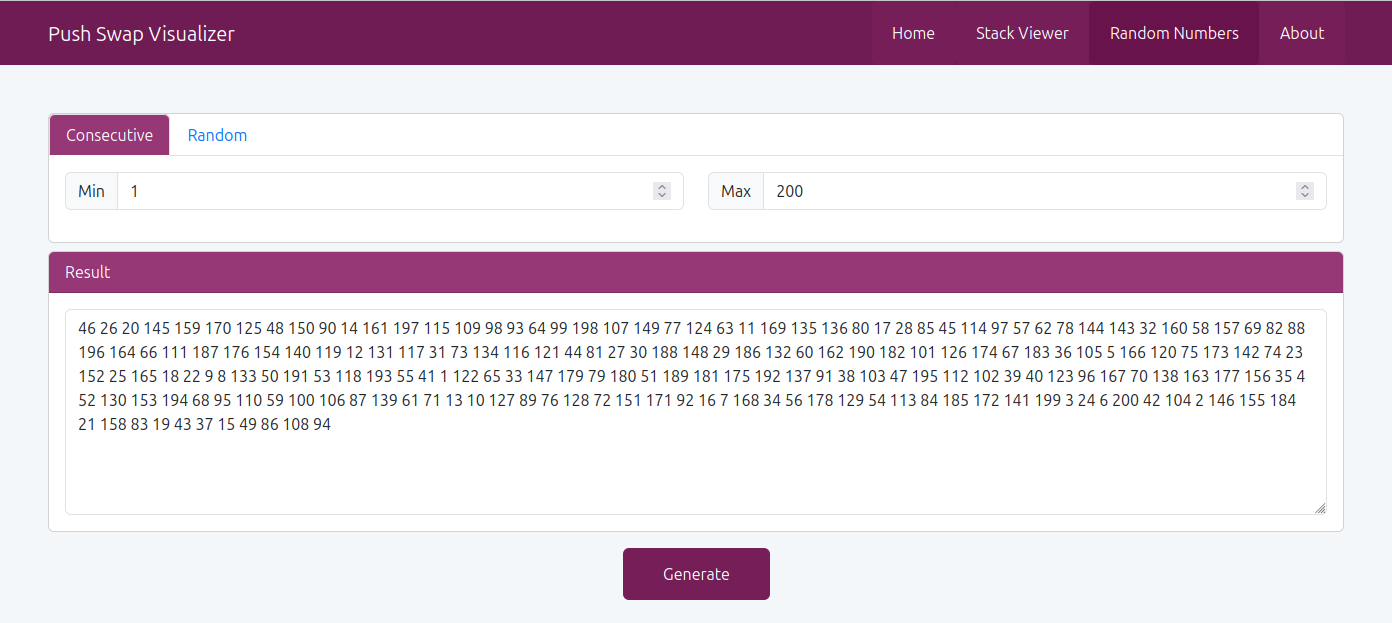 Push Swap Visualizer
Home Stack Viewer Random Numbers About
Consecutive Random
Min 1 Max 200
Result
46 26 20 145 159 170 125 48 150 90 14 161 197 115 109 98 93 64 99 198 107 149 77 124 63 11 169 135 136 80 17 28 85 45 114 97 57 62 78 144 143 32 160 58 157 69 82 88
196 164 66 111 187 176 154 140 119 12 131 117 31 73 134 116 121 44 81 27 30 188 148 29 186 132 60 162 190 182 101 126 174 67 183 36 105 5 166 120 75 173 142 74 23
152 25 165 18 22 9 8 133 50 191 53 118 193 55 41 1 122 65 33 147 179 79 180 51 189 181 175 192 137 91 38 103 47 195 112 102 39 40 123 96 167 70 138 163 177 156 35 4
52 130 153 194 68 95 110 59 100 106 87 139 61 71 13 10 127 89 76 128 72 151 171 92 16 7 168 34 56 178 129 54 113 84 185 172 141 199 3 24 6 200 42 104 2 146 155 184
21 158 83 19 43 37 15 49 86 108 94
Generate